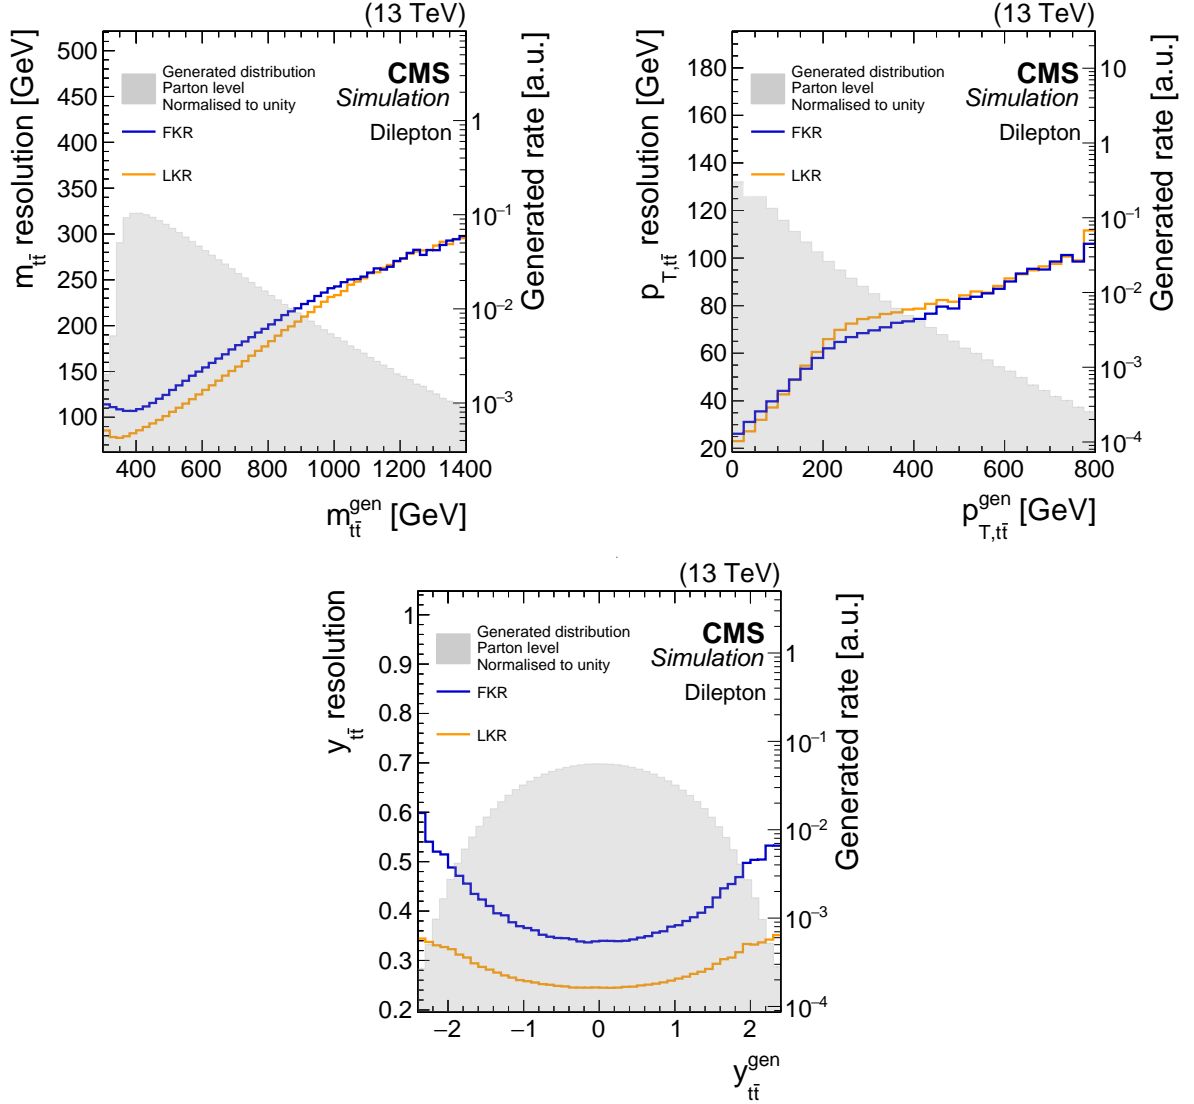 (13 TeV)
m_tt̄ resolution [GeV]
500
450
400
350
300
250
200
150
100
Generated distribution
Parton level
Normalised to unity
FKR
LKR
CMS
Simulation
Dilepton
1
10⁻¹
10⁻²
10⁻³
Generated rate [a.u.]
400 600 800 1000 1200 1400
m_tt̄^gen [GeV]
(13 TeV)
p_T,tt̄ resolution [GeV]
180
160
140
120
100
80
60
40
20
Generated distribution
Parton level
Normalised to unity
FKR
LKR
CMS
Simulation
Dilepton
10
1
10⁻¹
10⁻²
10⁻³
10⁻⁴
Generated rate [a.u.]
0 200 400 600 800
p_T,tt̄^gen [GeV]
(13 TeV)
y_tt̄ resolution
1
0.9
0.8
0.7
0.6
0.5
0.4
0.3
0.2
Generated distribution
Parton level
Normalised to unity
FKR
LKR
CMS
Simulation
Dilepton
1
10⁻¹
10⁻²
10⁻³
10⁻⁴
Generated rate [a.u.]
−2 −1 0 1 2
y_tt̄^gen